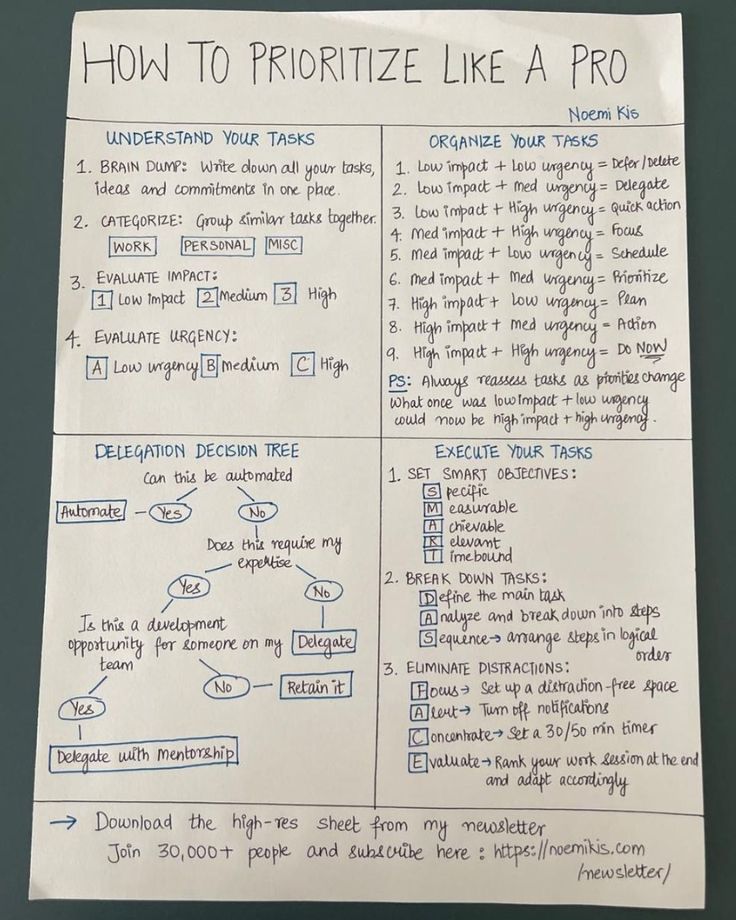 HOW TO PRIORITIZE LIKE A PRO
Noemi Kis
UNDERSTAND YOUR TASKS
1. BRAIN DUMP: Write down all your tasks,
ideas and commitments in one place.
2. CATEGORIZE: Group similar tasks together.
WORK PERSONAL MISC
3. EVALUATE IMPACT:
1 Low impact 2 Medium 3 High
4. EVALUATE URGENCY:
A Low urgency B Medium C High
ORGANIZE YOUR TASKS
1. Low impact + Low urgency = Defer/Delete
2. Low impact + Med urgency = Delegate
3. Low impact + High urgency = Quick action
4. Med impact + High urgency = Focus
5. Med impact + Low urgency = Schedule
6. Med impact + Med urgency = Prioritize
7. High impact + Low urgency = Plan
8. High impact + Med urgency = Action
9. High impact + High urgency = Do NOW
PS: Always reassess tasks as priorities change
What once was low impact + low urgency
could now be high impact + high urgency.
DELEGATION DECISION TREE
Can this be automated
Automate Yes No
Does this require my
expertise
Yes No
Is this a development
opportunity for someone on my
team
Delegate
No Retain it
Yes
Delegate with mentorship
EXECUTE YOUR TASKS
1. SET SMART OBJECTIVES:
Specific
Measurable
Achievable
Relevant
Timebound
2. BREAK DOWN TASKS:
Define the main task
Analyze and break down into steps
Sequence → arrange steps in logical
order
3. ELIMINATE DISTRACTIONS:
Focus → Set up a distraction-free space
Alert → Turn off notifications
Concentrate → Set a 30/50 min timer
Evaluate → Rank your work session at the end
and adapt accordingly
→ Download the high-res sheet from my newsletter
Join 30,000+ people and subscribe here: https://noemikis.com
/newsletter/